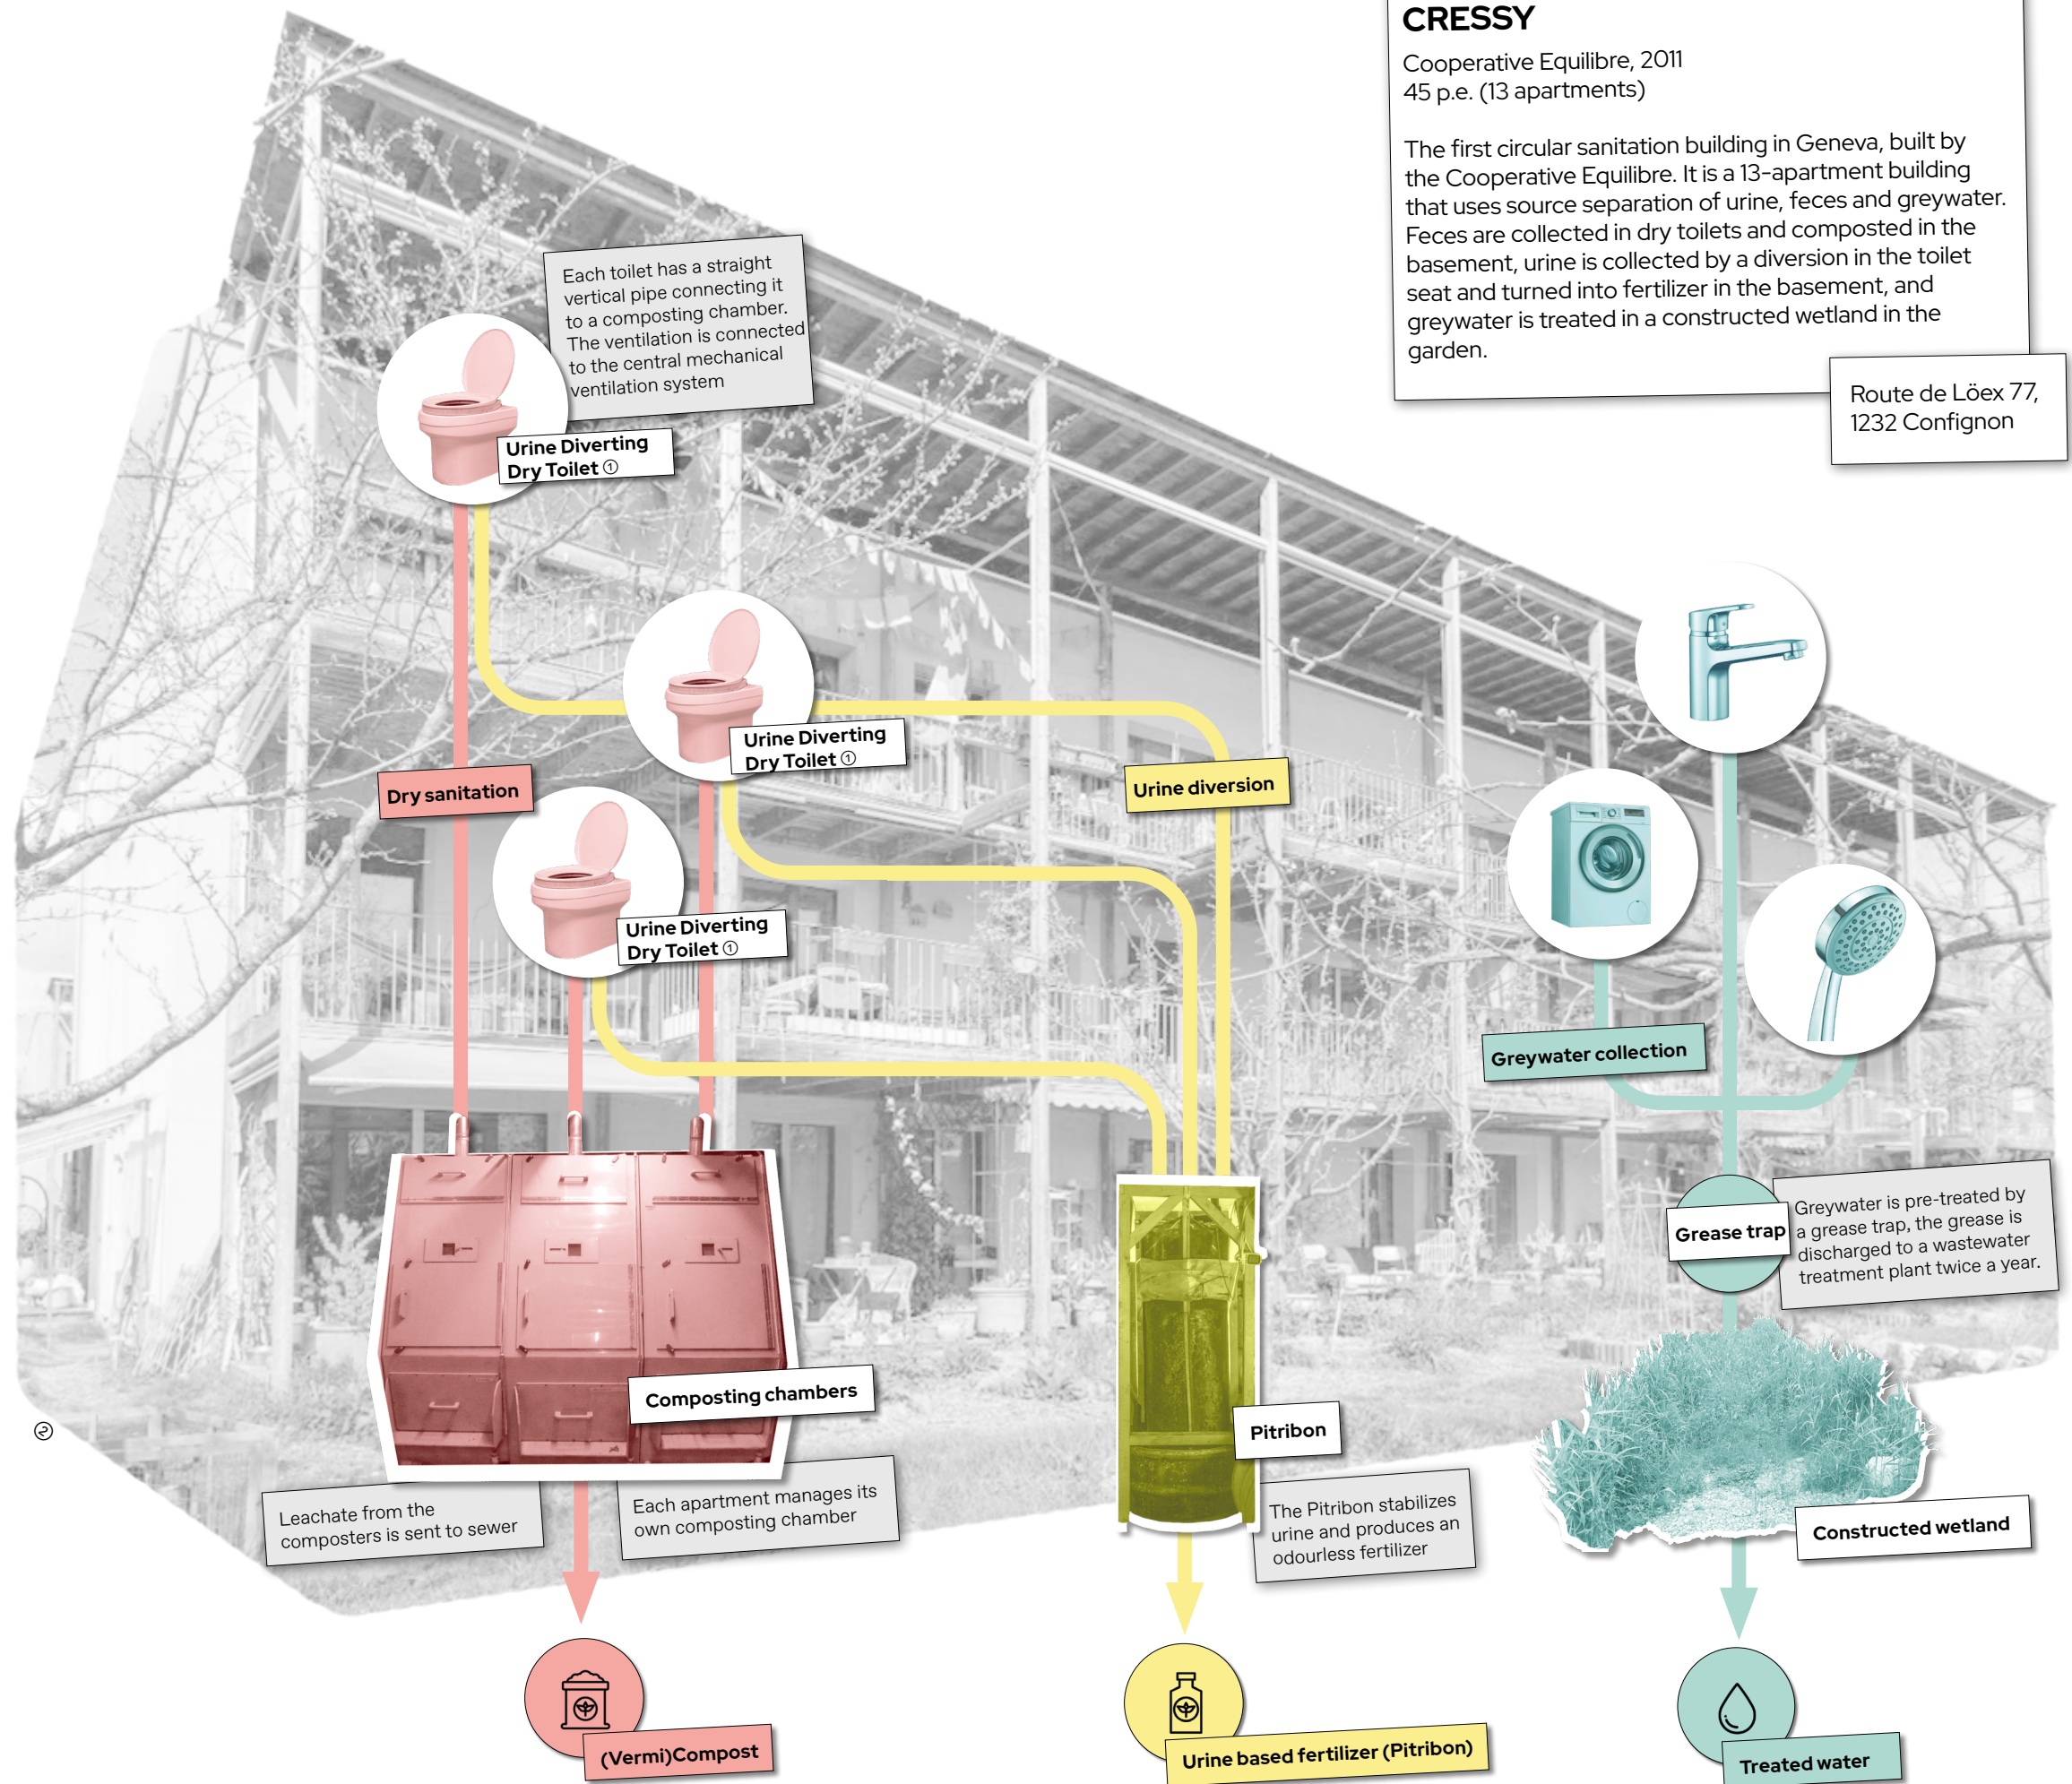 CRESSY
Cooperative Equilibre, 2011
45 p.e. (13 apartments)
The first circular sanitation building in Geneva, built by
the Cooperative Equilibre. It is a 13-apartment building
that uses source separation of urine, feces and greywater.
Feces are collected in dry toilets and composted in the
basement, urine is collected by a diversion in the toilet
seat and turned into fertilizer in the basement, and
greywater is treated in a constructed wetland in the
garden.
Route de Löex 77,
1232 Confignon
Each toilet has a straight
vertical pipe connecting it
to a composting chamber.
The ventilation is connected
to the central mechanical
ventilation system
Urine Diverting
Dry Toilet ①
Urine Diverting
Dry Toilet ①
Dry sanitation
Urine diversion
Urine Diverting
Dry Toilet ①
Greywater collection
Grease trap
Greywater is pre-treated by
a grease trap, the grease is
discharged to a wastewater
treatment plant twice a year.
Composting chambers
Pitribon
②
Leachate from the
composters is sent to sewer
Each apartment manages its
own composting chamber
The Pitribon stabilizes
urine and produces an
odourless fertilizer
Constructed wetland
(Vermi)Compost
Urine based fertilizer (Pitribon)
Treated water